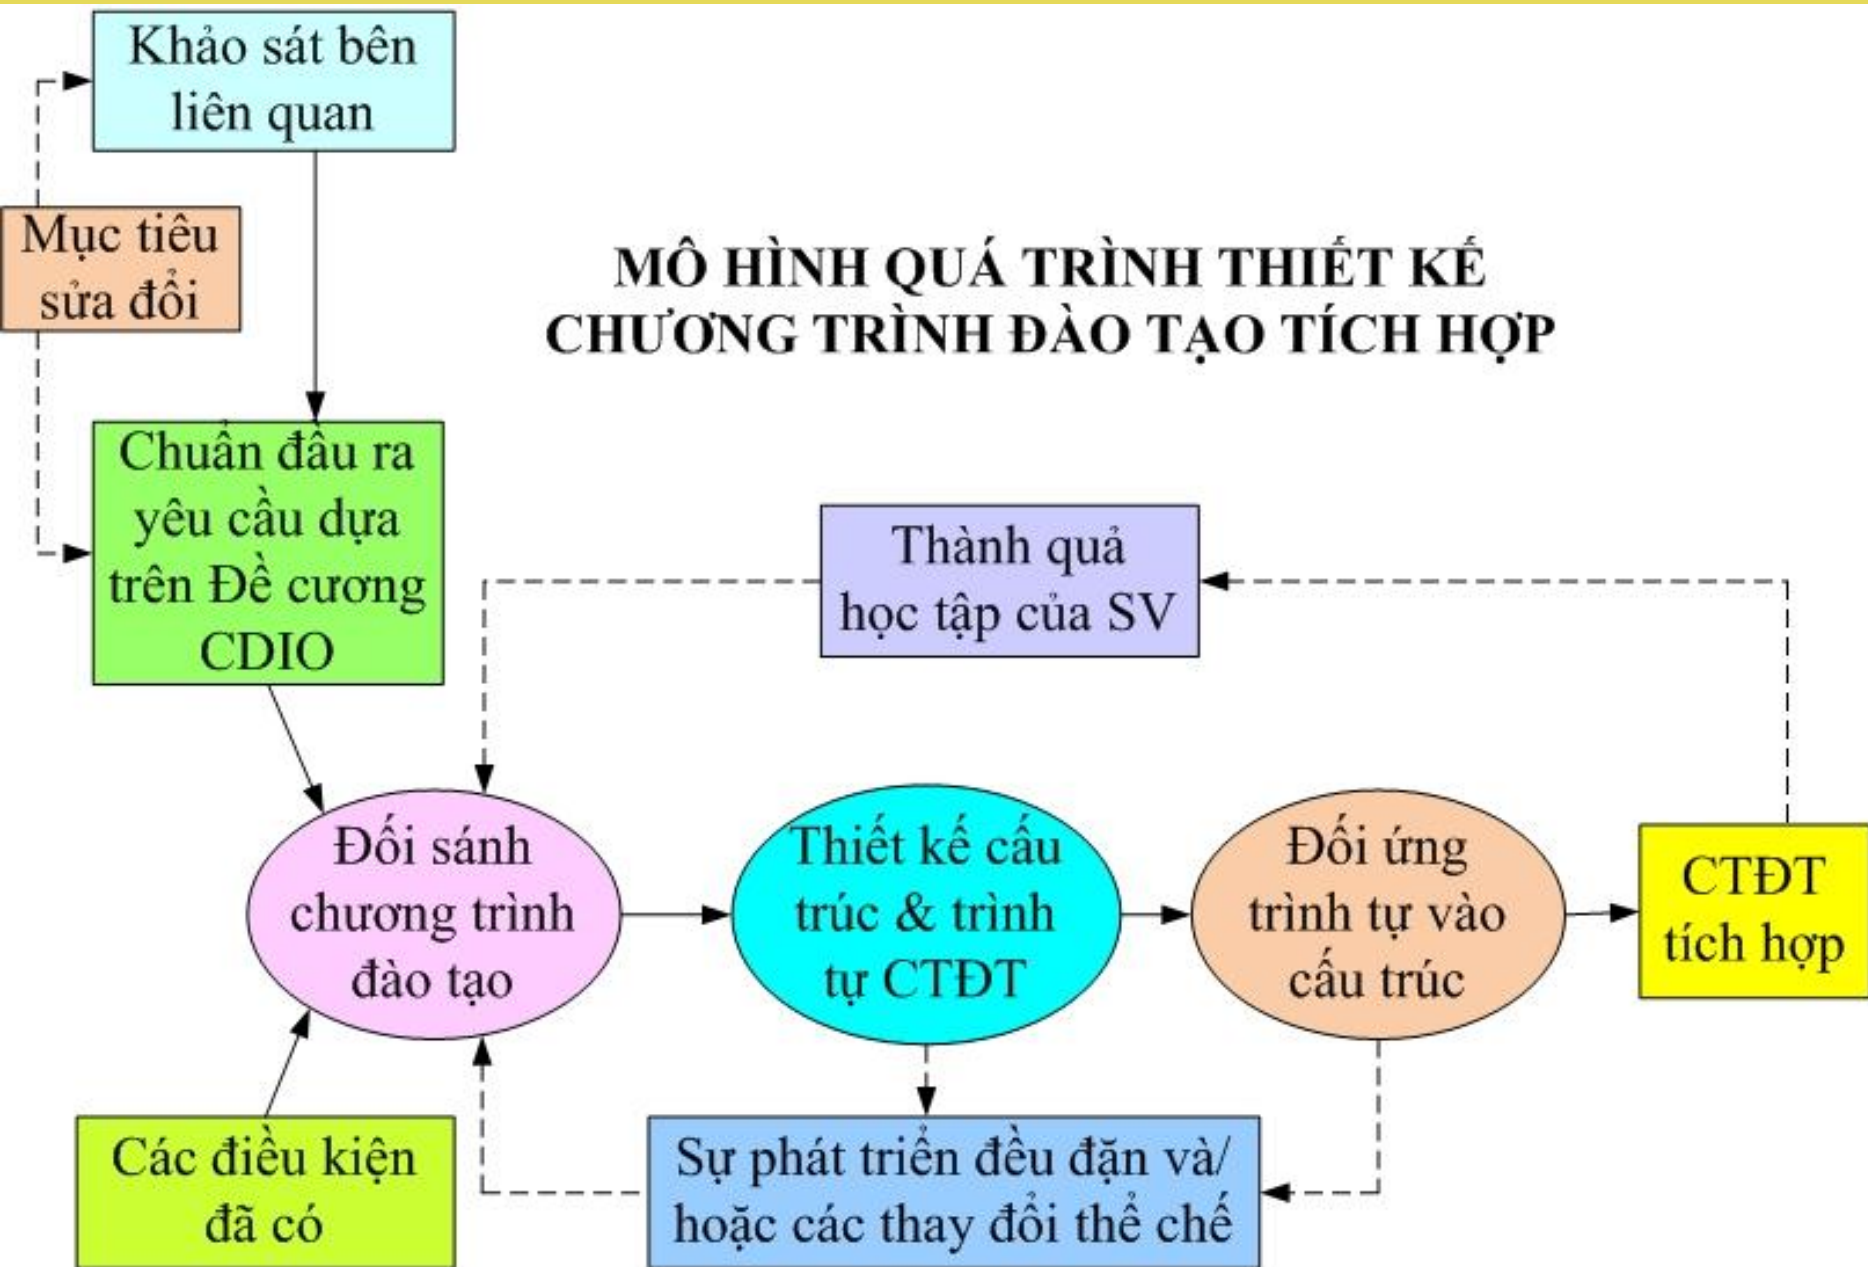 Khảo sát bên
liên quan
Mục tiêu
sửa đổi
MÔ HÌNH QUÁ TRÌNH THIẾT KẾ
CHƯƠNG TRÌNH ĐÀO TẠO TÍCH HỢP
Chuẩn đầu ra
yêu cầu dựa
trên Đề cương
CDIO
Thành quả
học tập của SV
Đối sánh
chương trình
đào tạo
Thiết kế cấu
trúc & trình
tự CTĐT
Đối ứng
trình tự vào
cấu trúc
CTĐT
tích hợp
Các điều kiện
đã có
Sự phát triển đều đặn và/
hoặc các thay đổi thể chế